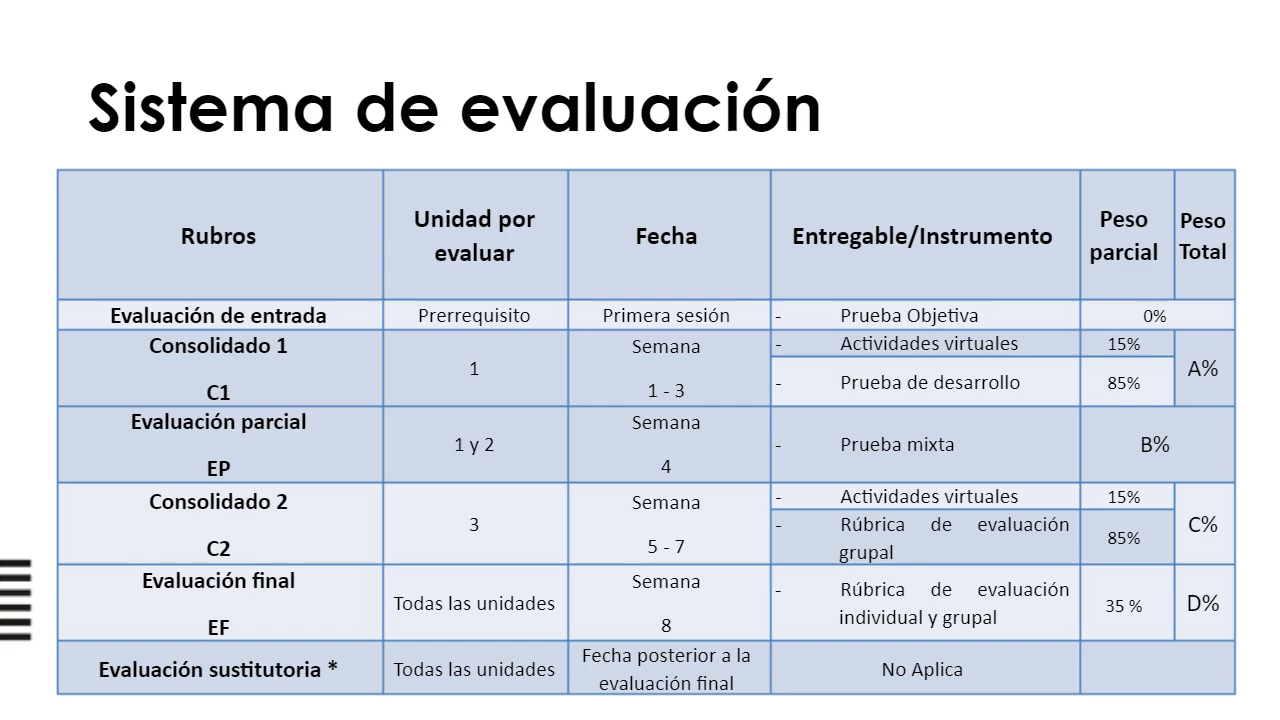 Sistema de evaluación
Rubros
Unidad por
evaluar
Fecha
Entregable/Instrumento
Peso
parcial
Peso
Total
Evaluación de entrada
Prerrequisito
Primera sesión
- Prueba Objetiva
0%
Consolidado 1
C1
1
Semana
1 - 3
- Actividades virtuales
15%
- Prueba de desarrollo
85%
A%
Evaluación parcial
EP
1 y 2
Semana
4
- Prueba mixta
B%
Consolidado 2
C2
3
Semana
5 - 7
- Actividades virtuales
15%
- Rúbrica de evaluación
grupal
85%
C%
Evaluación final
EF
Todas las unidades
Semana
8
- Rúbrica de evaluación
individual y grupal
35 %
D%
Evaluación sustitutoria *
Todas las unidades
Fecha posterior a la
evaluación final
No Aplica